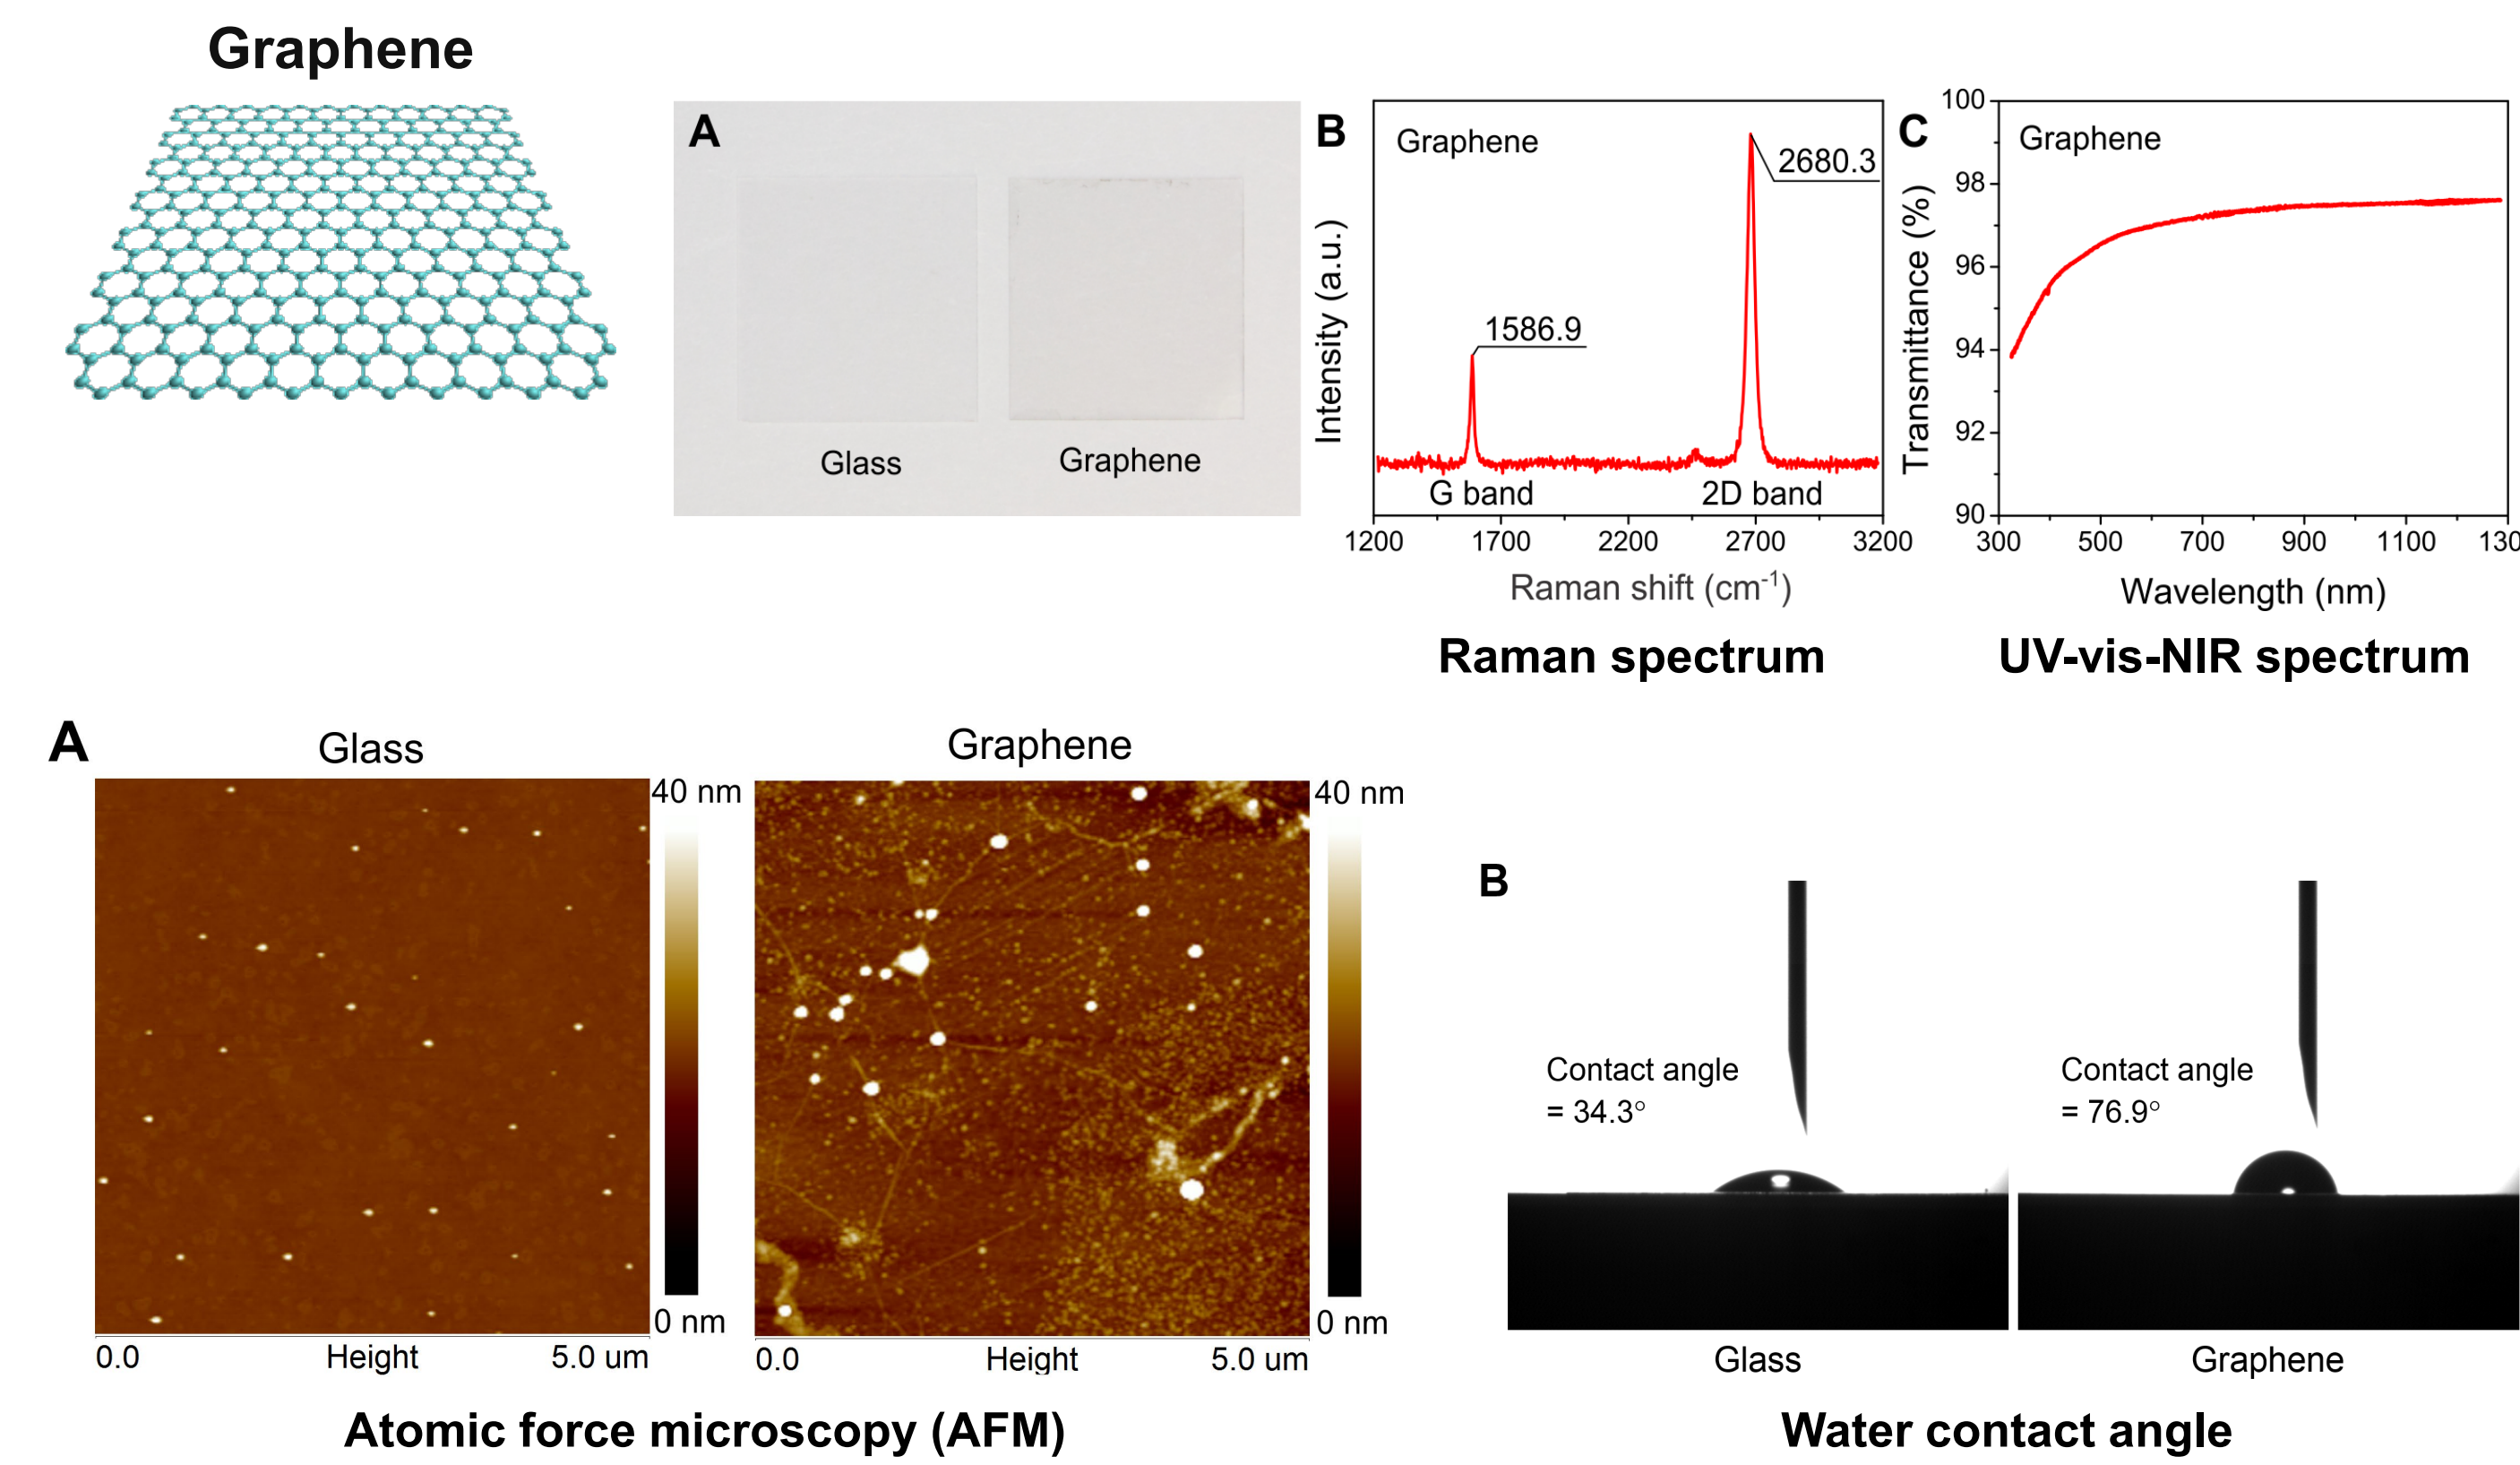 Graphene
A
Glass
Graphene
B
Graphene
2680.3
1586.9
G band
2D band
Intensity (a.u.)
1200
1700
2200
2700
3200
Raman shift (cm⁻¹)
Raman spectrum
C
Graphene
100
98
96
94
92
90
Transmittance (%)
300
500
700
900
1100
130
Wavelength (nm)
UV-vis-NIR spectrum
A
Glass
40 nm
0 nm
0.0
Height
5.0 um
Graphene
40 nm
0 nm
0.0
Height
5.0 um
Atomic force microscopy (AFM)
B
Contact angle
= 34.3°
Glass
Contact angle
= 76.9°
Graphene
Water contact angle